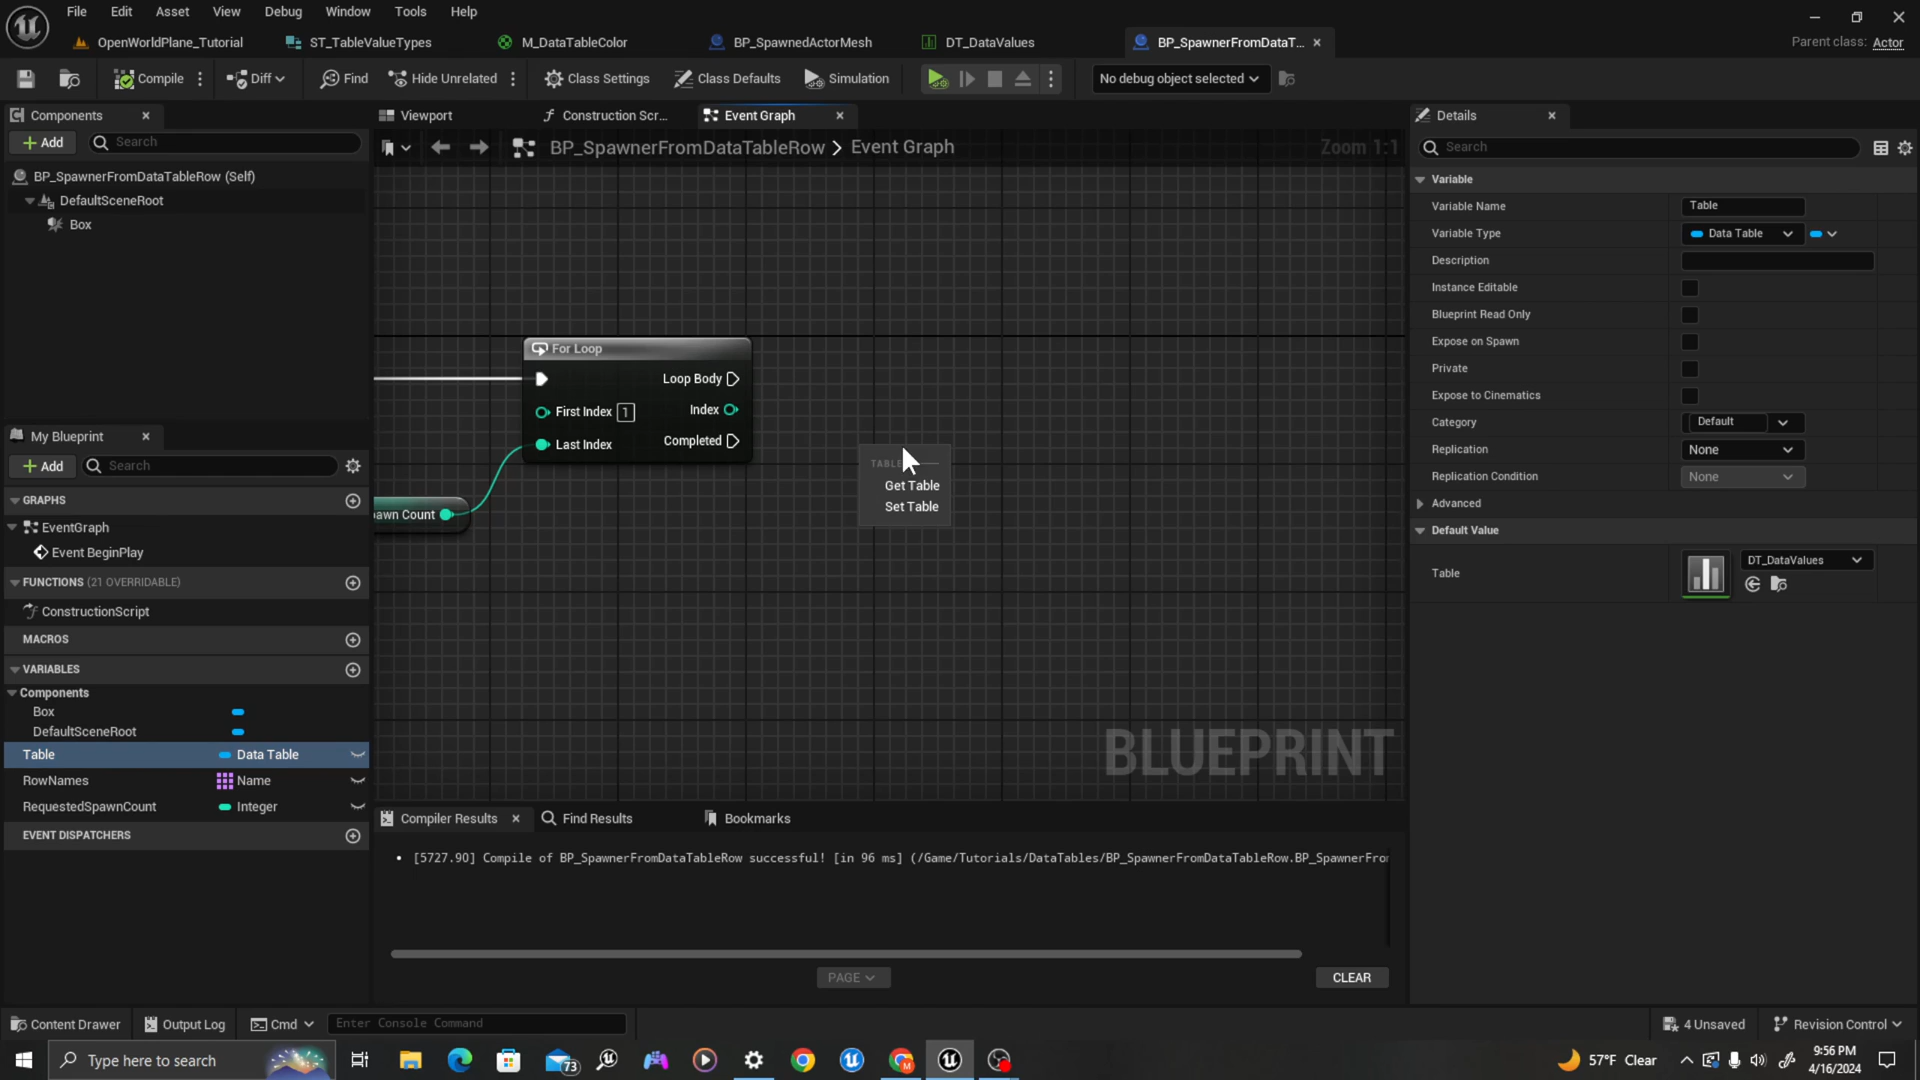 File Edit Asset View Debug Window Tools Help
OpenWorldPlane_Tutorial ST_TableValueTypes M_DataTableColor BP_SpawnedActorMesh DT_DataValues BP_SpawnerFromDataT... Parent class: Actor
Compile Diff Find Hide Unrelated Class Settings Class Defaults Simulation No debug object selected
Components
Add Search
BP_SpawnerFromDataTableRow (Self)
DefaultSceneRoot
Box
My Blueprint
Add Search
GRAPHS
EventGraph
Event BeginPlay
FUNCTIONS (21 OVERRIDABLE)
ConstructionScript
MACROS
VARIABLES
Components
Box
DefaultSceneRoot
Table Data Table
RowNames Name
RequestedSpawnCount Integer
EVENT DISPATCHERS
Viewport Construction Scr... Event Graph
BP_SpawnerFromDataTableRow > Event Graph Zoom 1:1
For Loop
Loop Body
First Index 1 Index
Last Index Completed
awn Count
TABLE
Get Table
Set Table
BLUEPRINT
Compiler Results Find Results Bookmarks
• [5727.90] Compile of BP_SpawnerFromDataTableRow successful! [in 96 ms] (/Game/Tutorials/DataTables/BP_SpawnerFromDataTableRow.BP_SpawnerFro
PAGE CLEAR
Details
Search
Variable
Variable Name Table
Variable Type Data Table
Description
Instance Editable
Blueprint Read Only
Expose on Spawn
Private
Expose to Cinematics
Category Default
Replication None
Replication Condition None
Advanced
Default Value
Table DT_DataValues
Content Drawer Output Log Cmd Enter Console Command 4 Unsaved Revision Control
Type here to search 73 57°F Clear 9:56 PM
4/16/2024